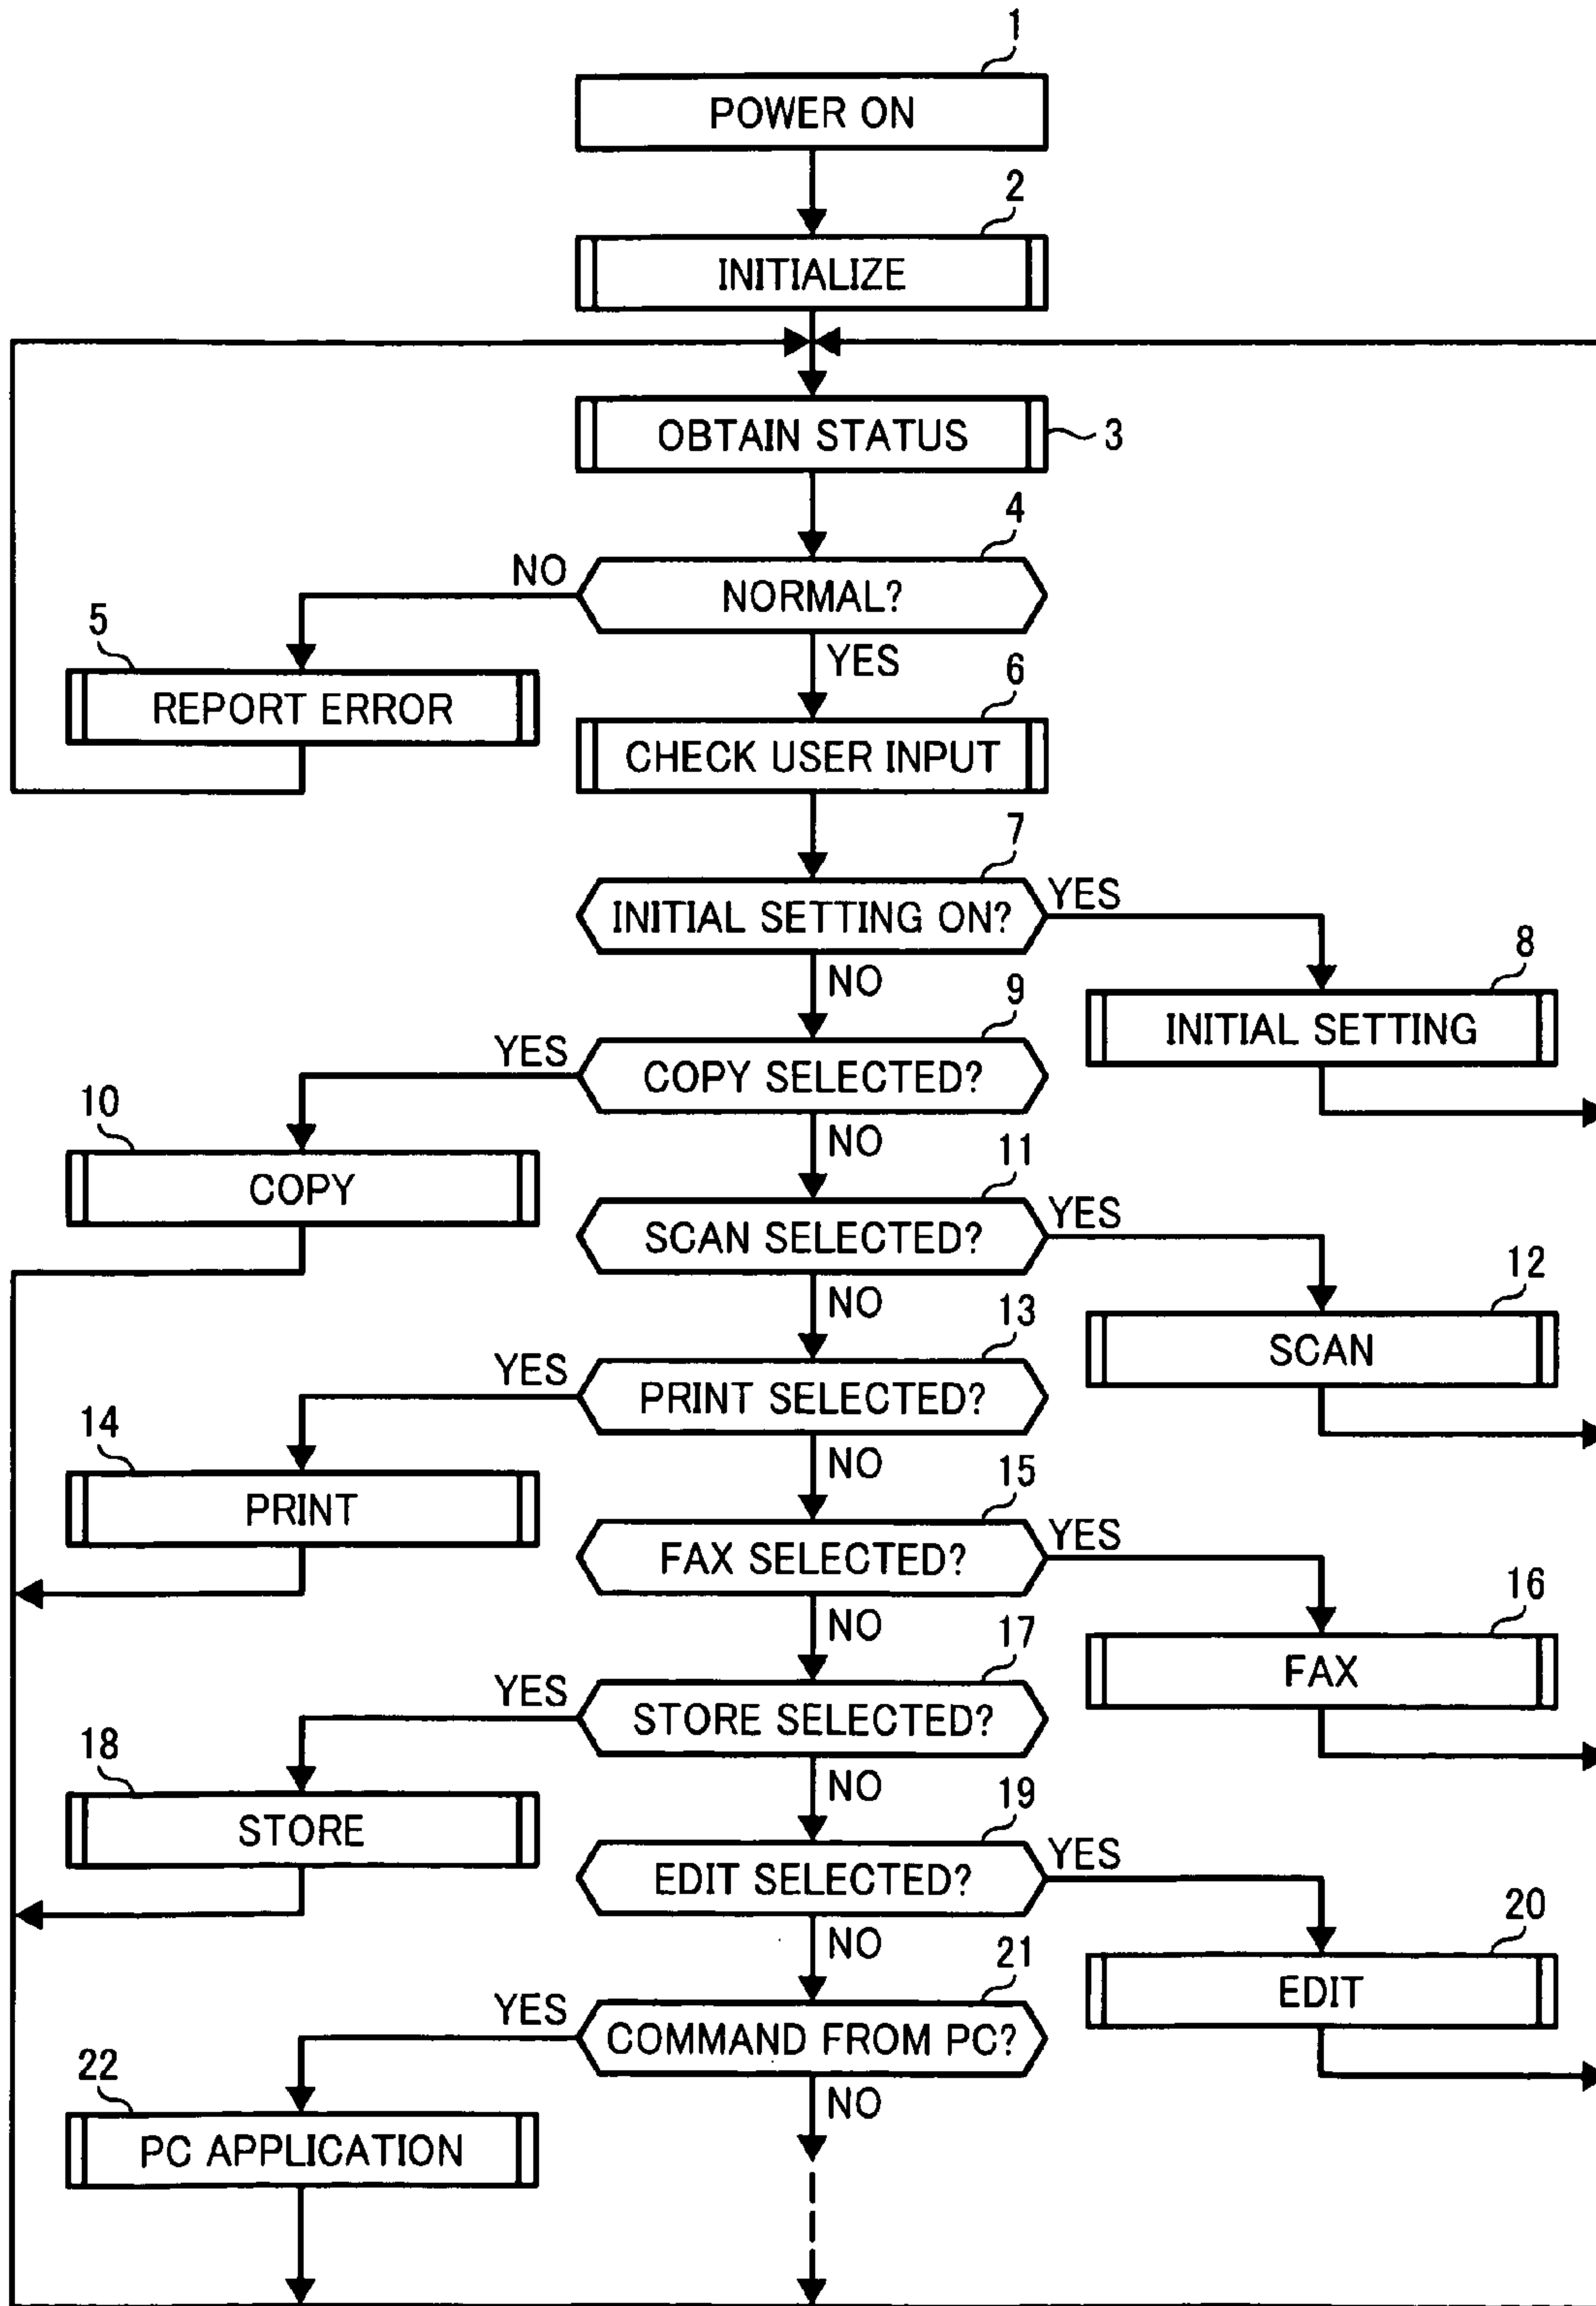 1
POWER ON
2
INITIALIZE
OBTAIN STATUS
3
4
NO
NORMAL?
5
YES
6
REPORT ERROR
CHECK USER INPUT
7
YES
INITIAL SETTING ON?
8
NO
9
INITIAL SETTING
YES
COPY SELECTED?
10
NO
11
COPY
YES
SCAN SELECTED?
12
NO
13
SCAN
YES
PRINT SELECTED?
14
NO
15
PRINT
YES
FAX SELECTED?
16
NO
17
FAX
YES
STORE SELECTED?
18
NO
19
STORE
YES
EDIT SELECTED?
20
NO
21
EDIT
YES
COMMAND FROM PC?
22
NO
PC APPLICATION